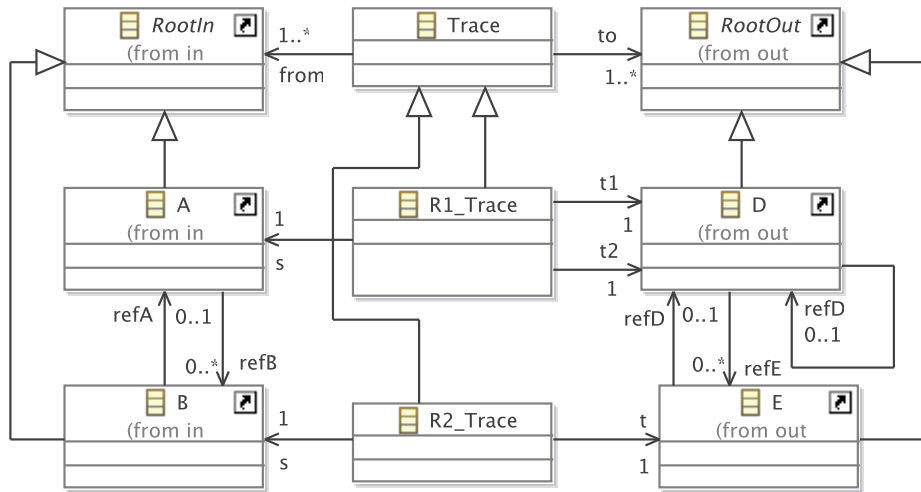 RootIn
(from in
1..*
from
Trace
to
1..*
RootOut
(from out
A
(from in
1
s
R1_Trace
t1
1
t2
1
D
(from out
refA
0..1
0..*
refB
refD
0..1
0..*
refE
refD
0..1
B
(from in
1
s
R2_Trace
t
1
E
(from out